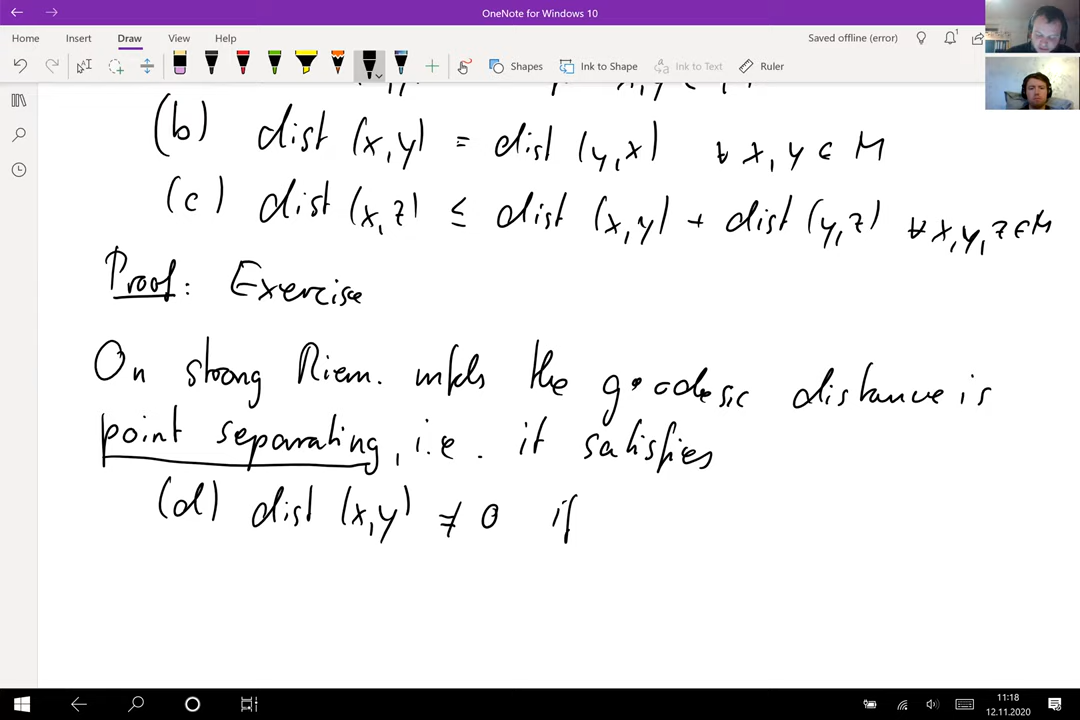 OneNote for Windows 10
Home Insert Draw View Help
Saved offline (error)
Shapes Ink to Shape Ink to Text Ruler
(b) dist (x,y) = dist (y,x) ∀ x,y ∈ M
(c) dist (x,z) ≤ dist (x,y) + dist (y,z) ∀ x,y,z ∈ M
Proof: Exercise
On strong Riem. mfds the geodesic distance is
point separating, i.e. it satisfies
(d) dist (x,y) ≠ 0 if
11:18
12.11.2020